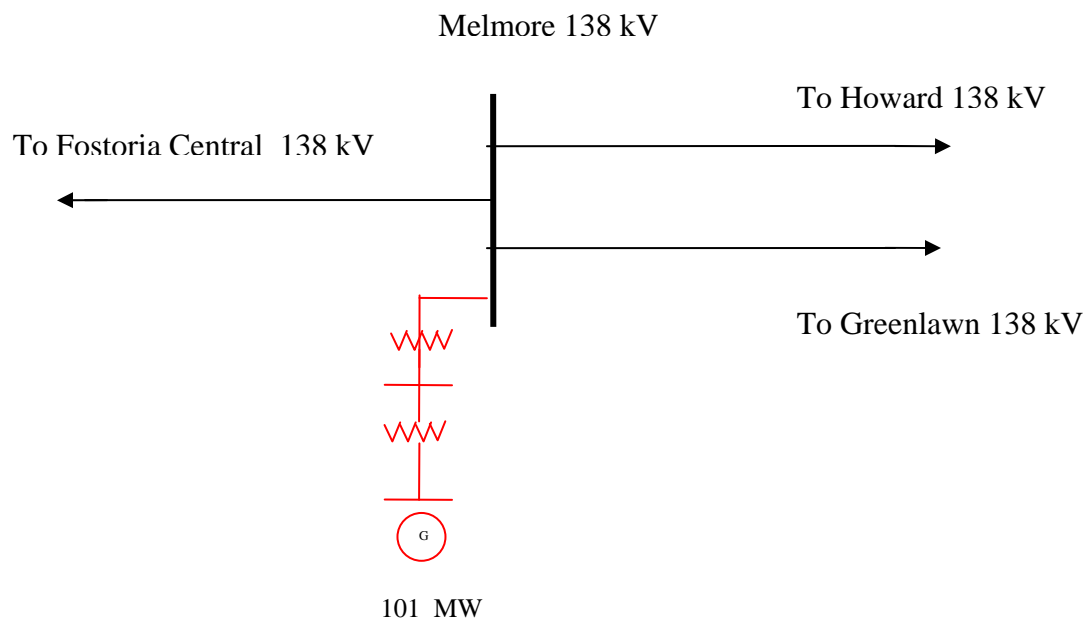 Melmore 138 kV
To Howard 138 kV
To Fostoria Central 138 kV
To Greenlawn 138 kV
G
101 MW